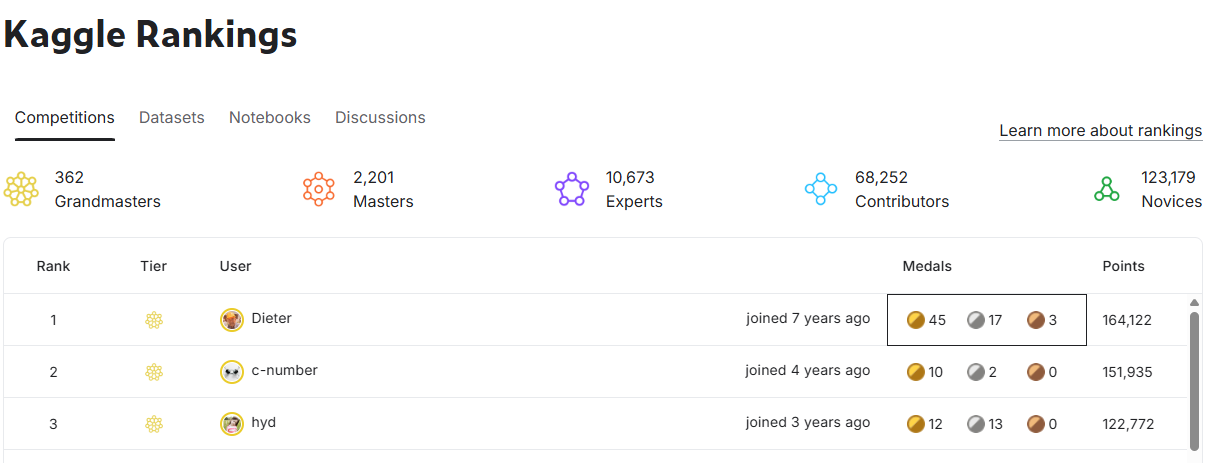 Kaggle Rankings
Competitions Datasets Notebooks Discussions
Learn more about rankings
362 2,201 10,673 68,252 123,179
Grandmasters Masters Experts Contributors Novices
Rank Tier User Medals Points
1 Dieter joined 7 years ago 45 17 3 164,122
2 c-number joined 4 years ago 10 2 0 151,935
3 hyd joined 3 years ago 12 13 0 122,772